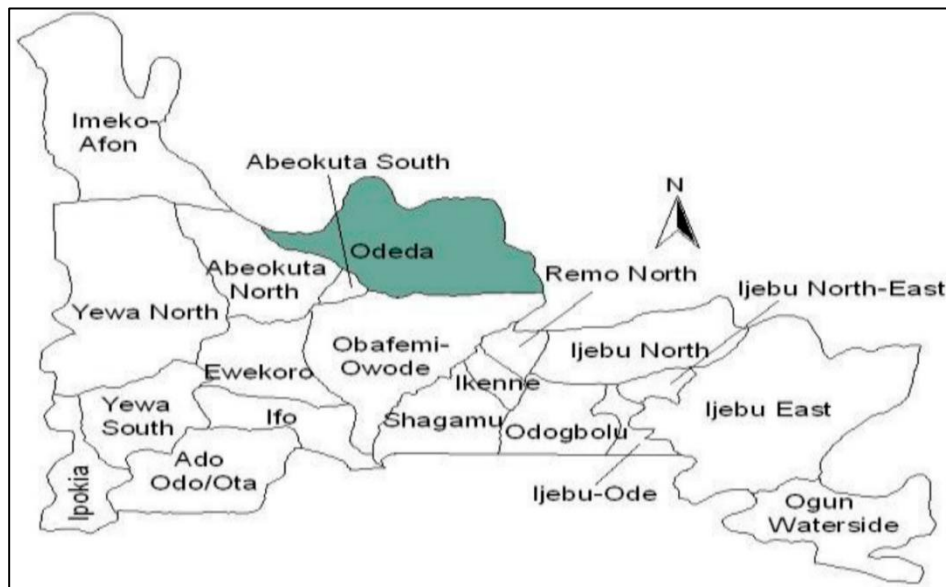 Imeko-
Afon
Abeokuta South
N
Odeda
Abeokuta
North
Remo North
Ijebu North-East
Yewa North
Obafemi-
Owode
Ijebu North
Ewekoro
Ikenne
Yewa
South
Ifo
Shagamu
Odogbolu
Ijebu East
Ado
Odo/Ota
Ipokia
Ijebu-Ode
Ogun
Waterside